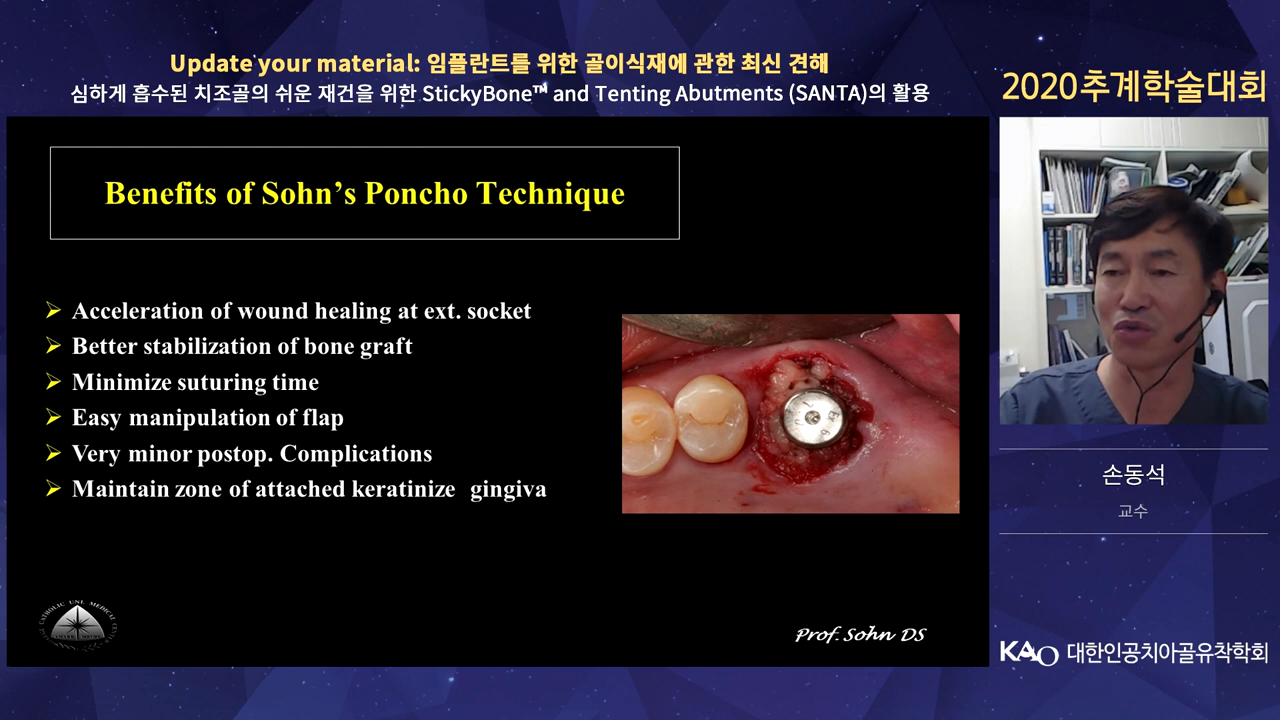 Update your material: 임플란트를 위한 골이식재에 관한 최신 견해
심하게 흡수된 치조골의 쉬운 재건을 위한 StickyBone™ and Tenting Abutments (SANTA)의 활용
2020추계학술대회
Benefits of Sohn's Poncho Technique
➢ Acceleration of wound healing at ext. socket
➢ Better stabilization of bone graft
➢ Minimize suturing time
➢ Easy manipulation of flap
➢ Very minor postop. Complications
➢ Maintain zone of attached keratinize gingiva
Prof. Sohn DS
손동석
교수
KAO 대한인공치아골유착학회